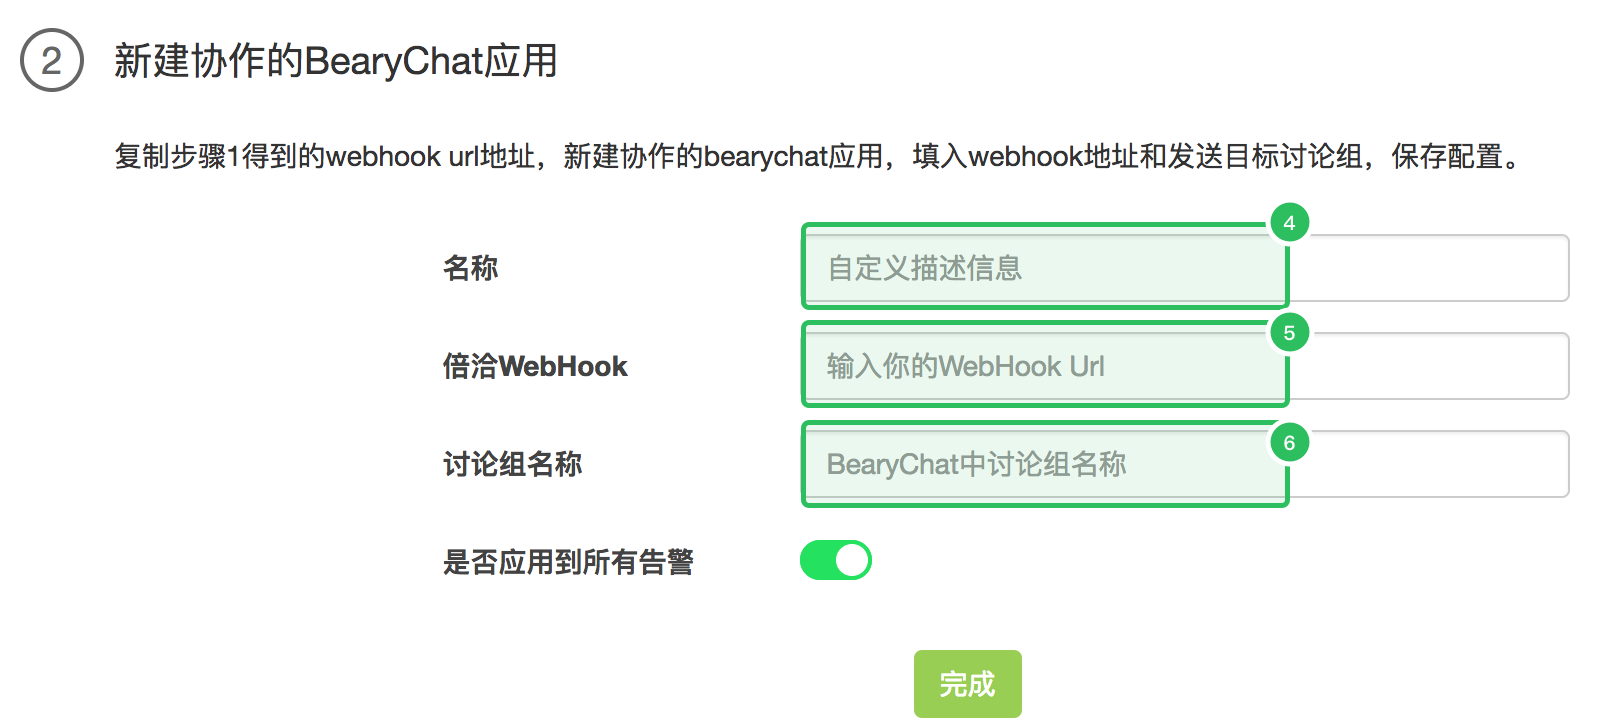 2 新建协作的BearyChat应用
复制步骤1得到的webhook url地址，新建协作的bearychat应用，填入webhook地址和发送目标讨论组，保存配置。
4
名称 自定义描述信息
5
倍洽WebHook 输入你的WebHook Url
6
讨论组名称 BearyChat中讨论组名称
是否应用到所有告警
完成